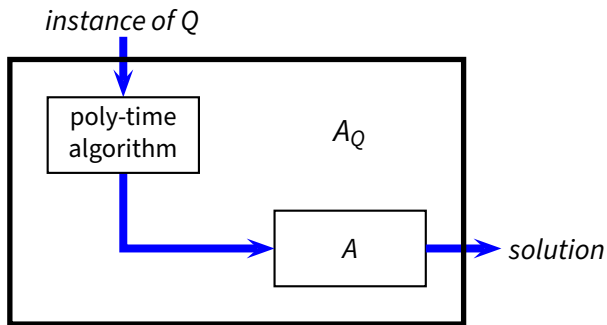 instance of Q
poly-time
algorithm
A_Q
A
solution